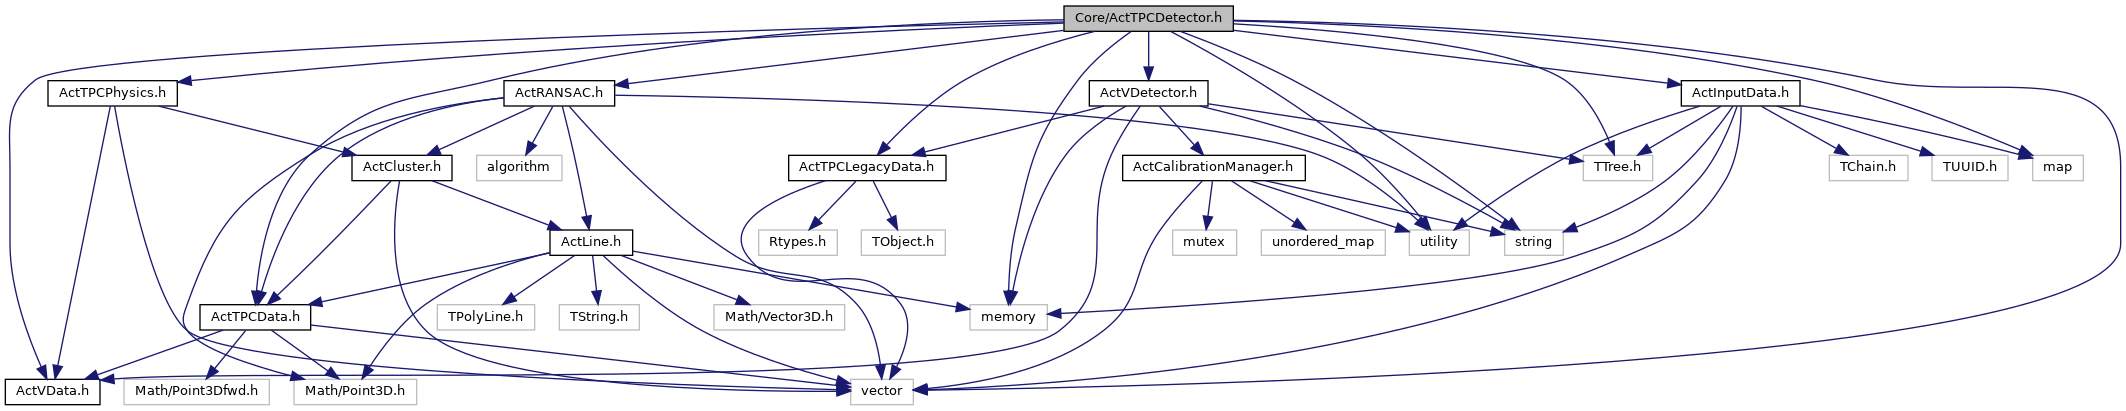 Core/ActTPCDetector.h
ActTPCPhysics.h
ActRANSAC.h
ActVDetector.h
ActInputData.h
ActCluster.h
algorithm
ActTPCLegacyData.h
ActCalibrationManager.h
TTree.h
TChain.h
TUUID.h
map
ActLine.h
Rtypes.h
TObject.h
mutex
unordered_map
utility
string
ActTPCData.h
TPolyLine.h
TString.h
Math/Vector3D.h
memory
ActVData.h
Math/Point3Dfwd.h
Math/Point3D.h
vector